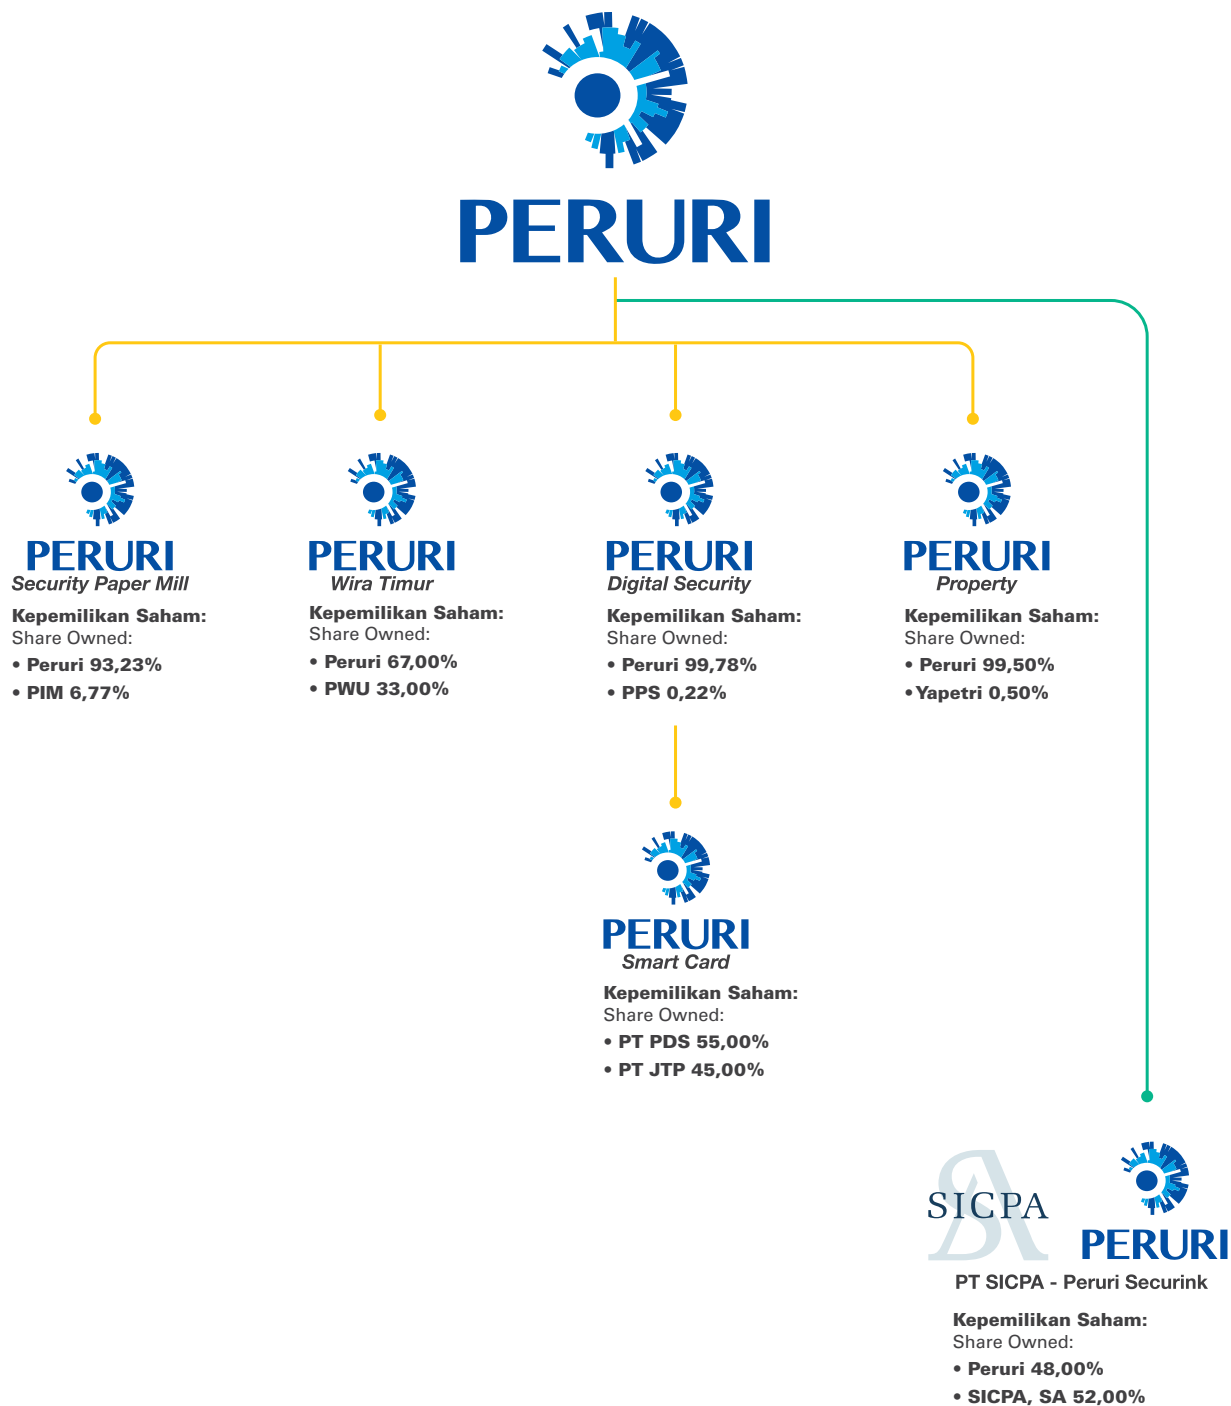 PERURI
PERURI
Security Paper Mill
Kepemilikan Saham:
Share Owned:
• Peruri 93,23%
• PIM 6,77%
PERURI
Wira Timur
Kepemilikan Saham:
Share Owned:
• Peruri 67,00%
• PWU 33,00%
PERURI
Digital Security
Kepemilikan Saham:
Share Owned:
• Peruri 99,78%
• PPS 0,22%
PERURI
Property
Kepemilikan Saham:
Share Owned:
• Peruri 99,50%
•Yapetri 0,50%
PERURI
Smart Card
Kepemilikan Saham:
Share Owned:
• PT PDS 55,00%
• PT JTP 45,00%
SICPA
PERURI
PT SICPA - Peruri Securink
Kepemilikan Saham:
Share Owned:
• Peruri 48,00%
• SICPA, SA 52,00%